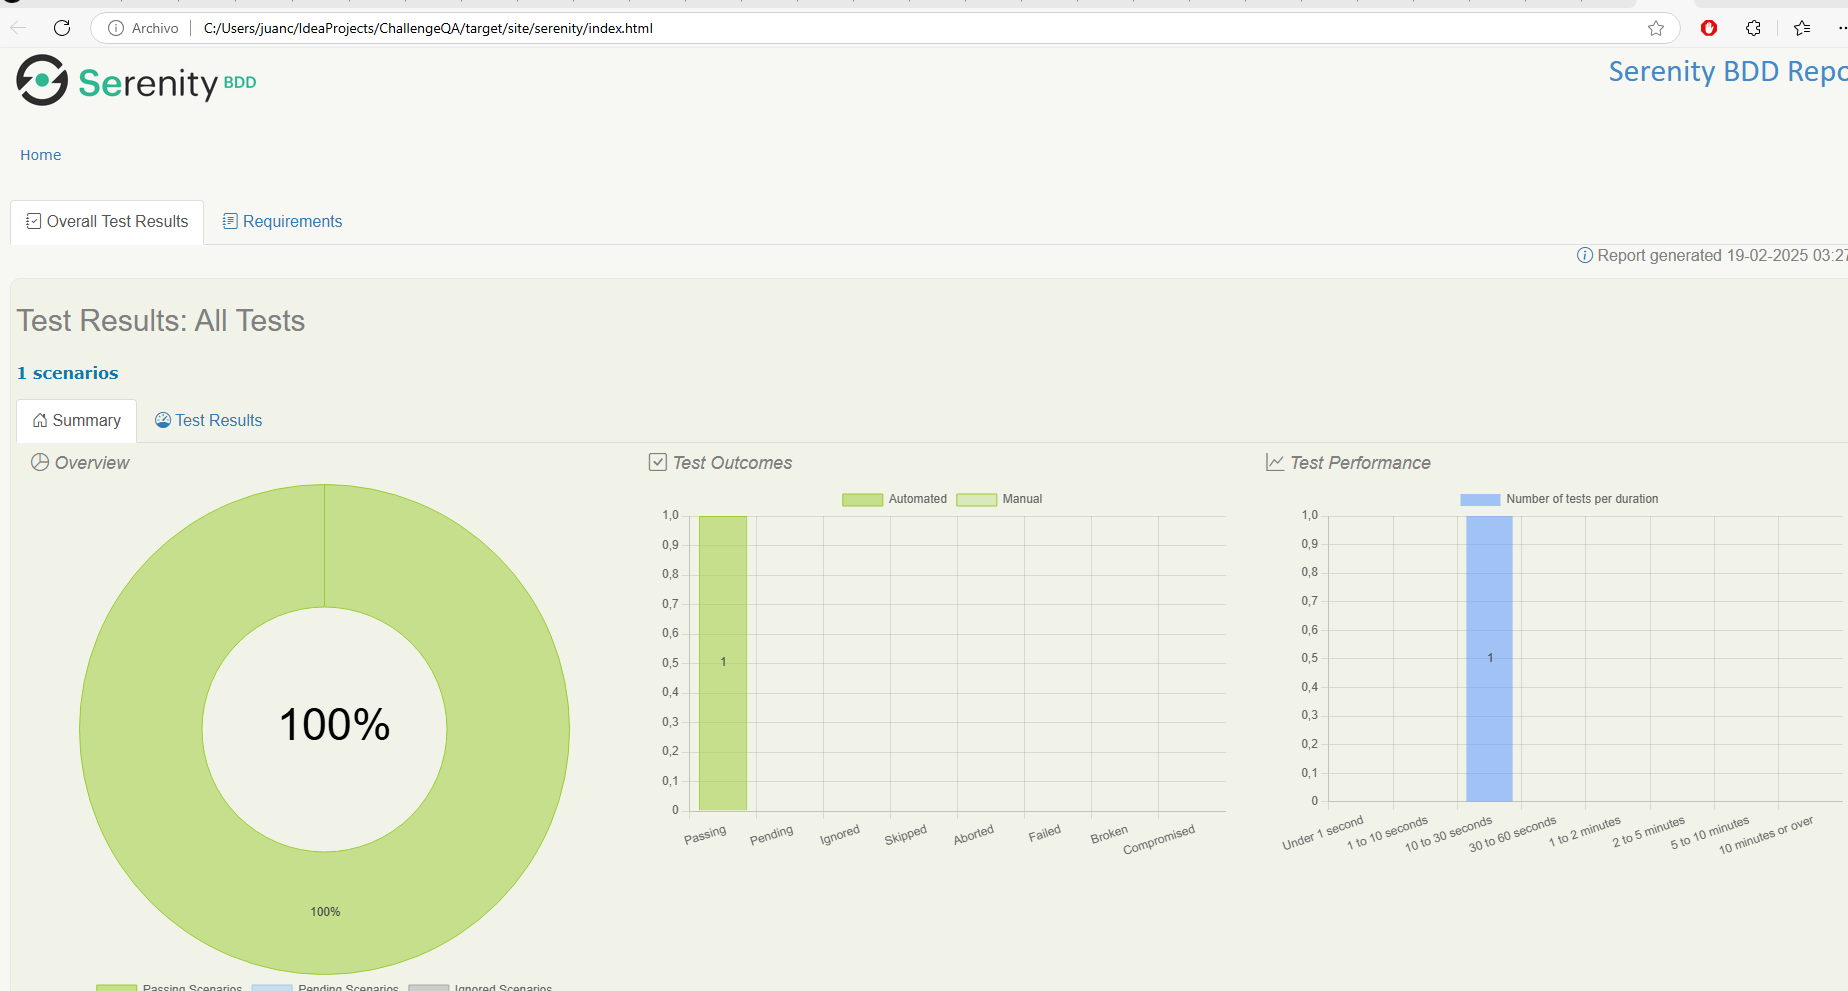 Archivo
C:/Users/juanc/IdeaProjects/ChallengeQA/target/site/serenity/index.html
Serenity BDD
Serenity BDD Repo
Home
Overall Test Results
Requirements
Report generated 19-02-2025 03:27
Test Results: All Tests
1 scenarios
Summary
Test Results
Overview
100%
100%
Passing Scenarios
Pending Scenarios
Ignored Scenarios
Test Outcomes
Automated
Manual
1,0
0,9
0,8
0,7
0,6
0,5
0,4
0,3
0,2
0,1
0
1
Passing
Pending
Ignored
Skipped
Aborted
Failed
Broken
Compromised
Test Performance
Number of tests per duration
1,0
0,9
0,8
0,7
0,6
0,5
0,4
0,3
0,2
0,1
0
1
Under 1 second
1 to 10 seconds
10 to 30 seconds
30 to 60 seconds
1 to 2 minutes
2 to 5 minutes
5 to 10 minutes
10 minutes or over